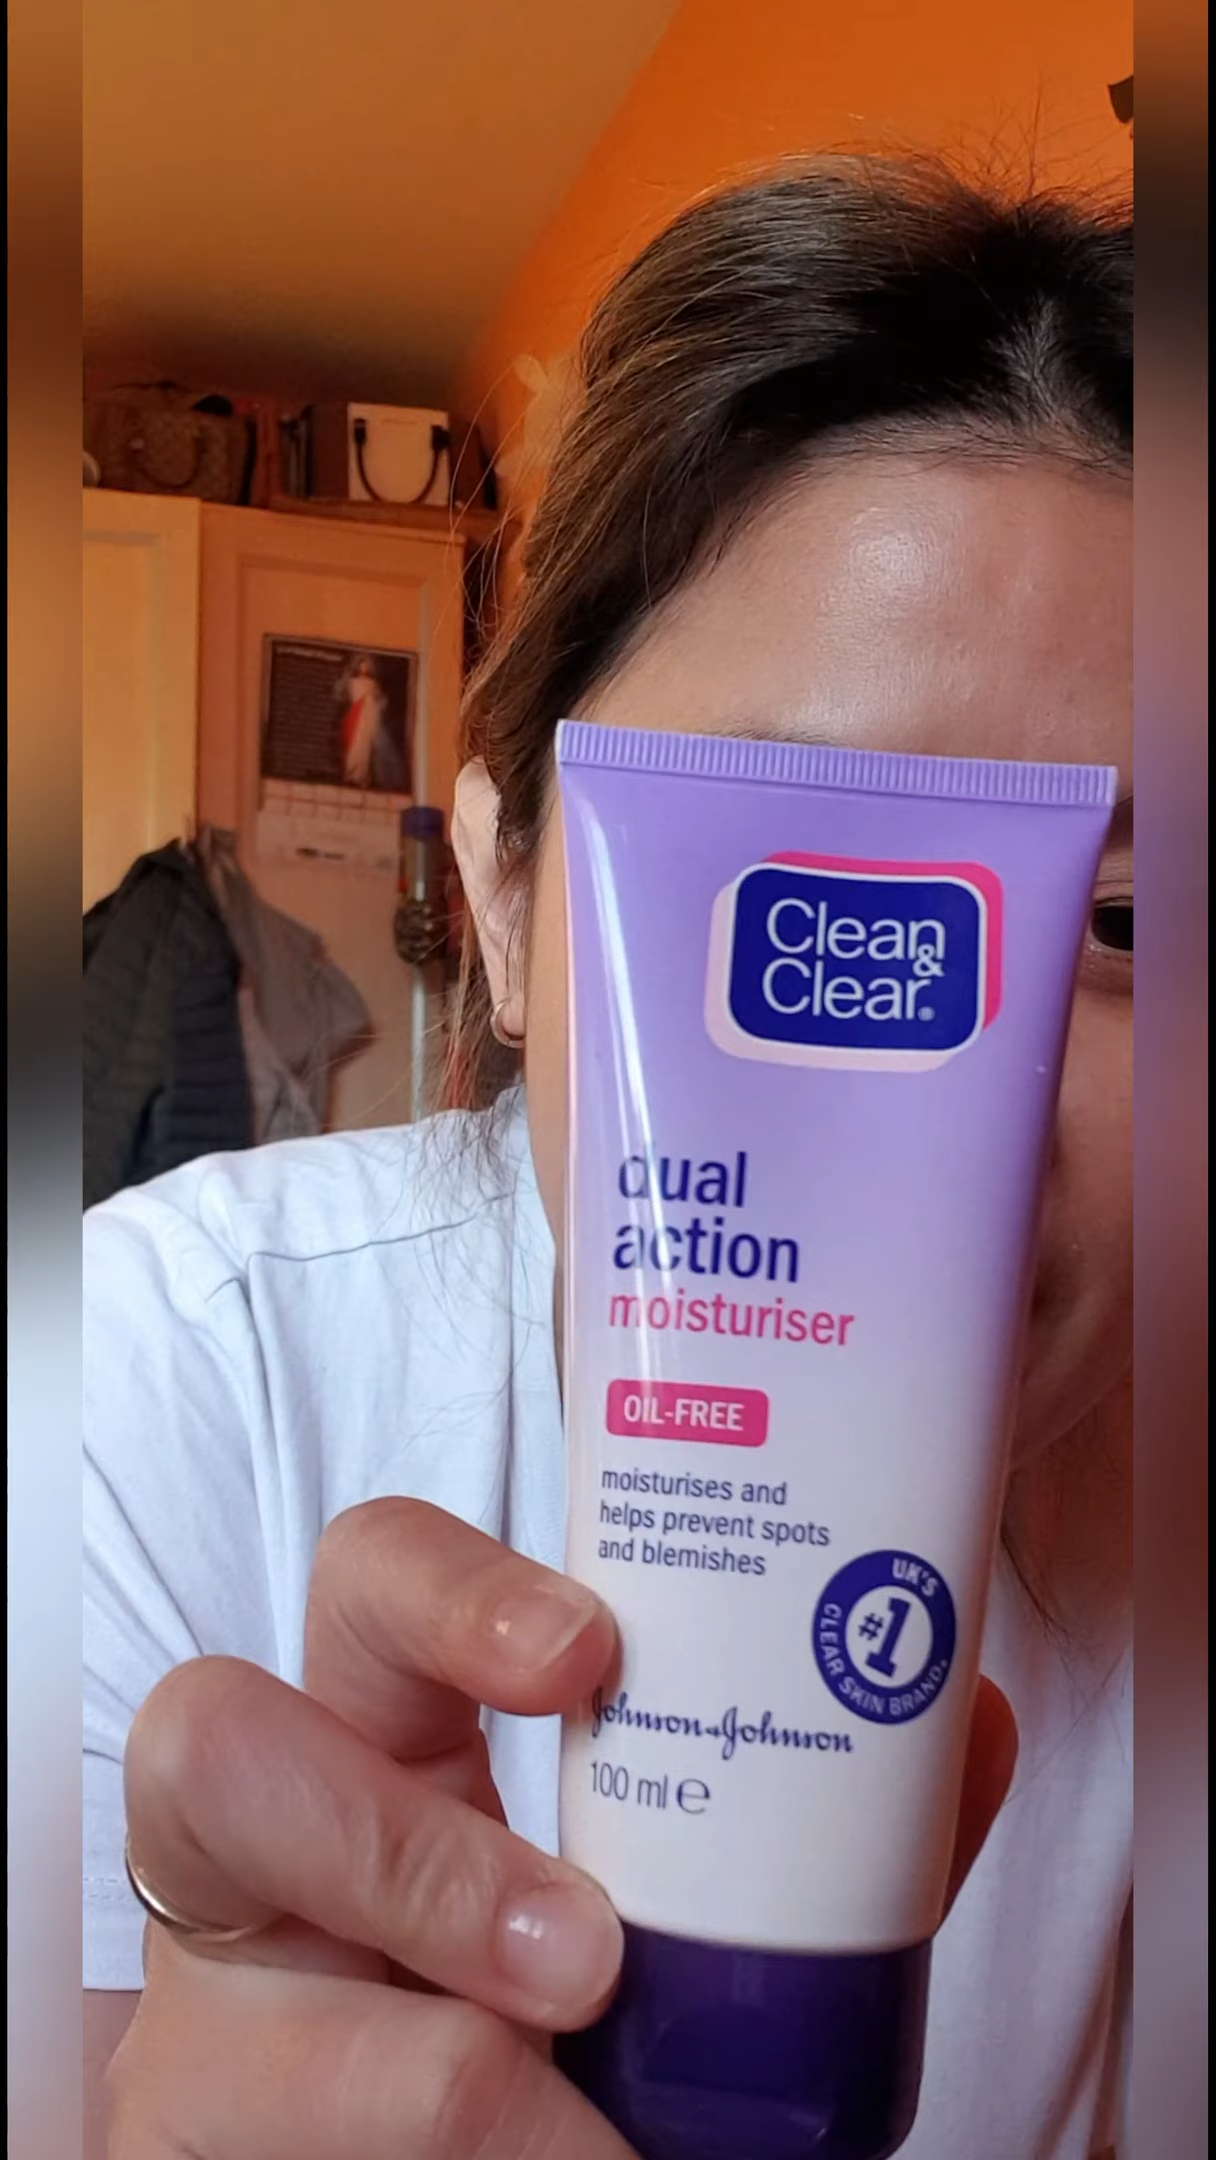 Clean
&
Clear®
dual
action
moisturiser
OIL-FREE
moisturises and
helps prevent spots
and blemishes
UK'S
#1
CLEAR SKIN BRAND.
Johnson & Johnson
100 ml e